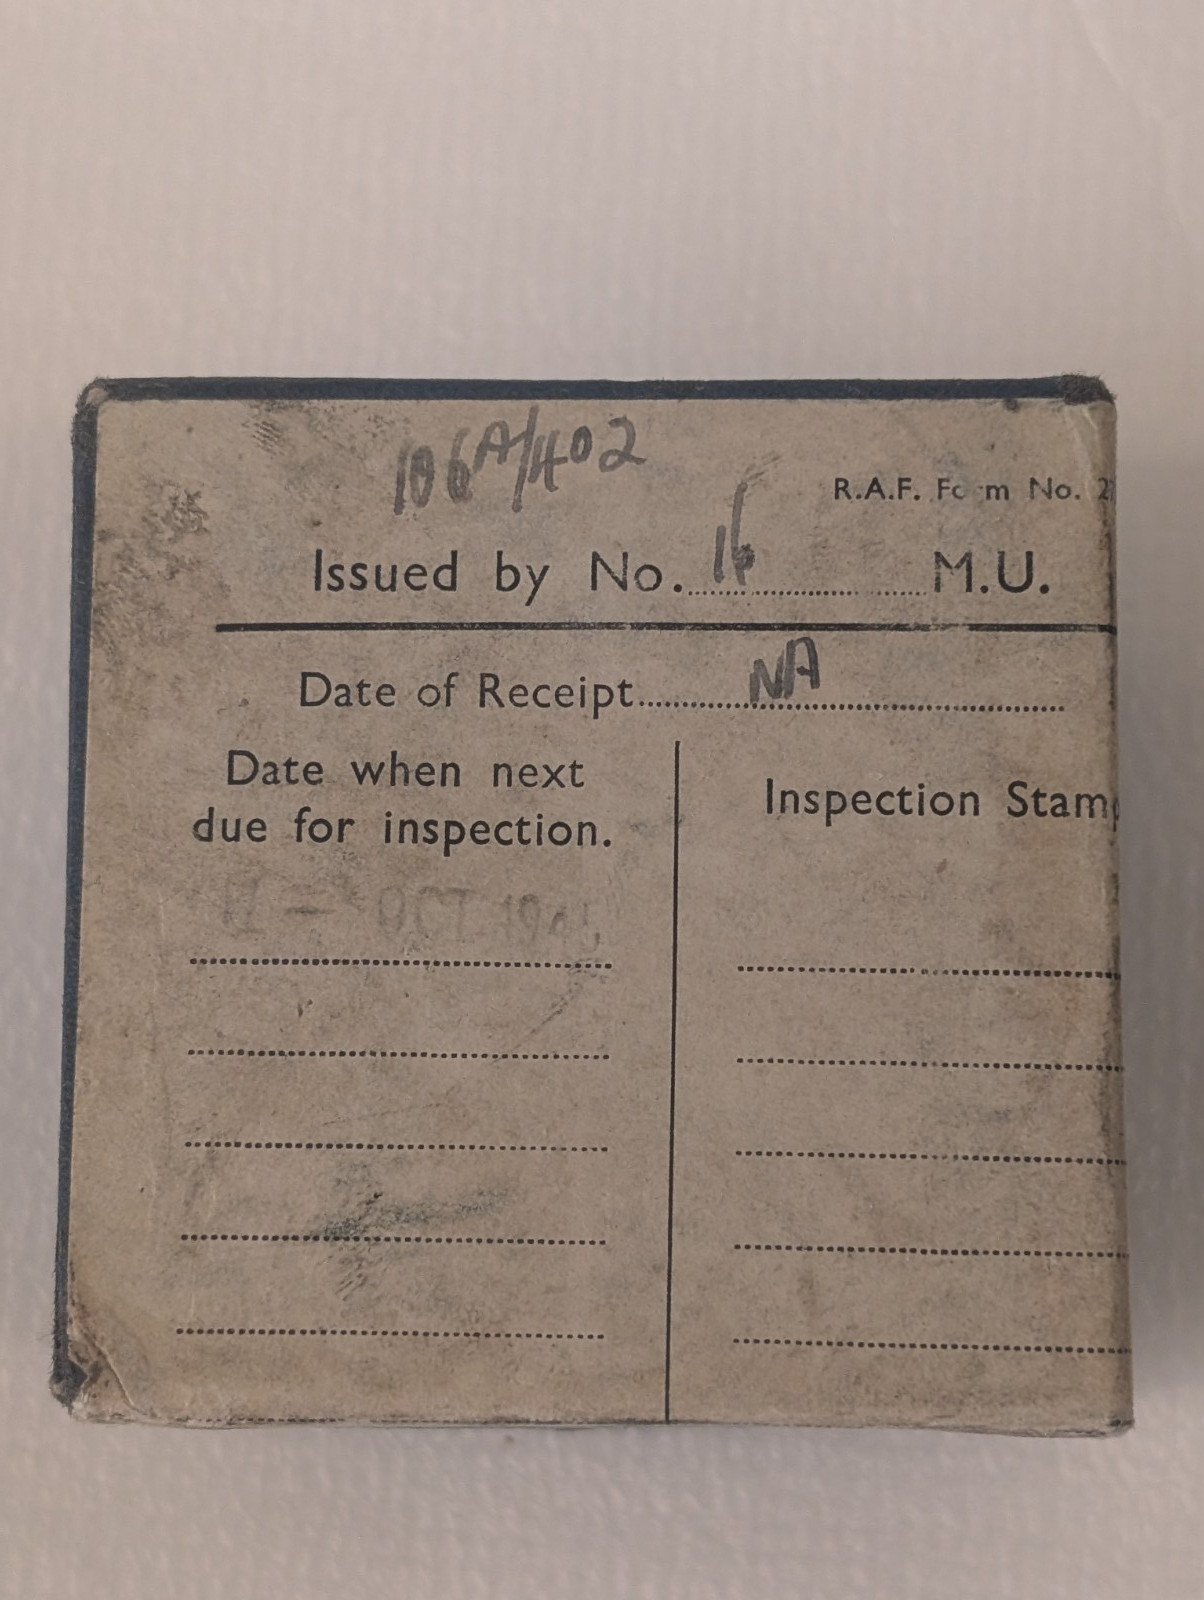 106A/402
R.A.F. Form No. 2
Issued by No. 16 M.U.
Date of Receipt NA
Date when next
due for inspection.
Inspection Stam